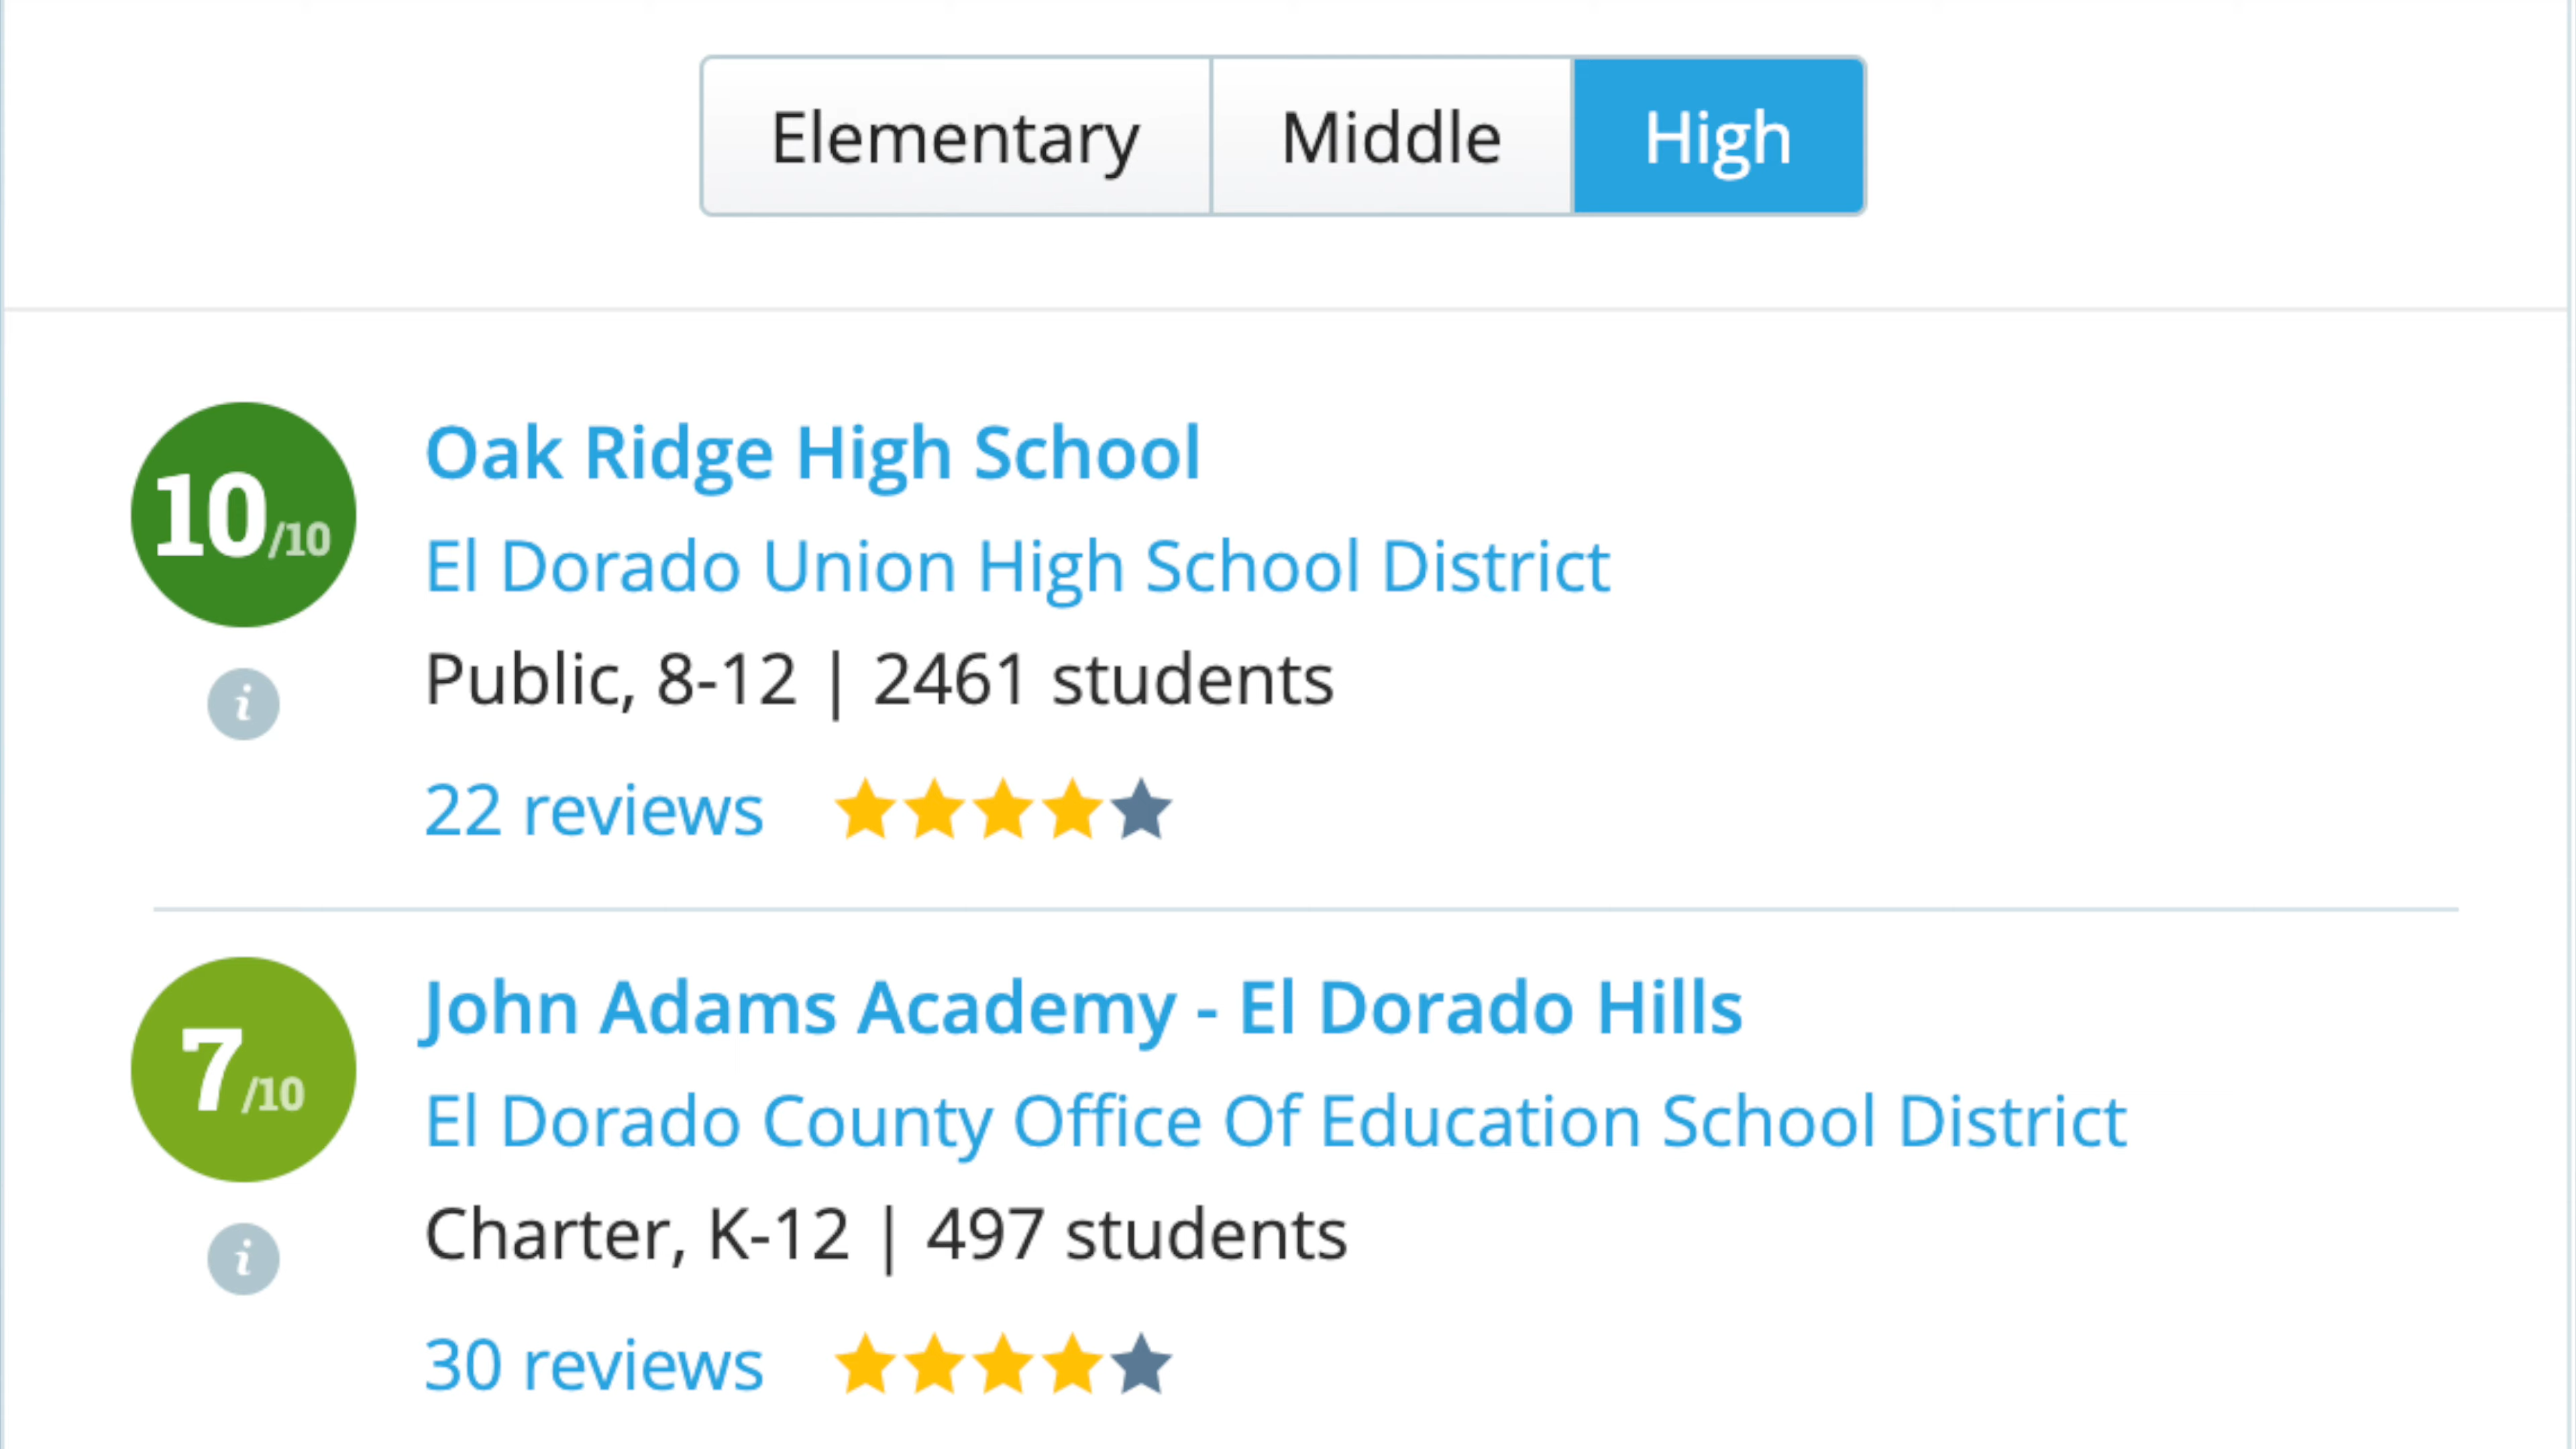 Elementary Middle High
10/10
Oak Ridge High School
El Dorado Union High School District
Public, 8-12 | 2461 students
i
22 reviews
7/10
John Adams Academy - El Dorado Hills
El Dorado County Office Of Education School District
Charter, K-12 | 497 students
i
30 reviews